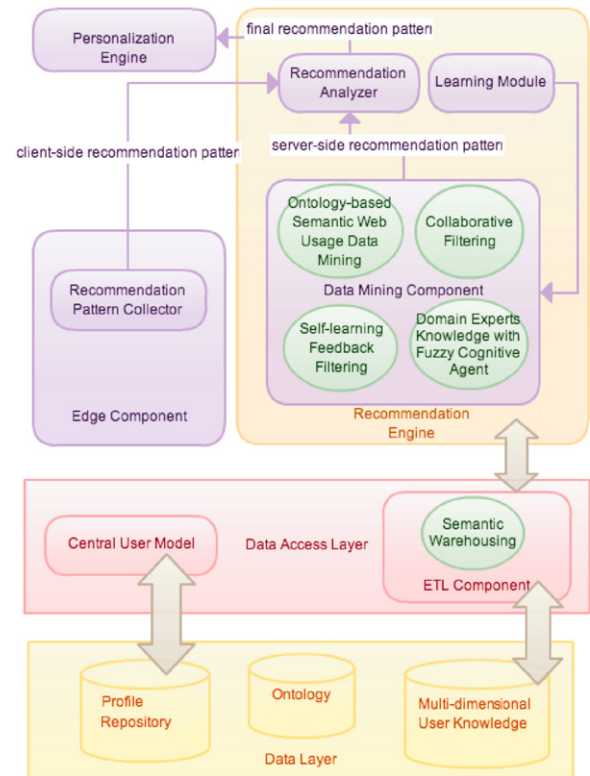 final recommendation pattern
Personalization
Engine
Recommendation
Analyzer
Learning Module
client-side recommendation pattern
server-side recommendation pattern
Ontology-based
Semantic Web
Usage Data
Mining
Collaborative
Filtering
Data Mining Component
Recommendation
Pattern Collector
Self-learning
Feedback
Filtering
Domain Experts
Knowledge with
Fuzzy Cognitive
Agent
Edge Component
Recommendation
Engine
Central User Model
Data Access Layer
Semantic
Warehousing
ETL Component
Profile
Repository
Ontology
Multi-dimensional
User Knowledge
Data Layer